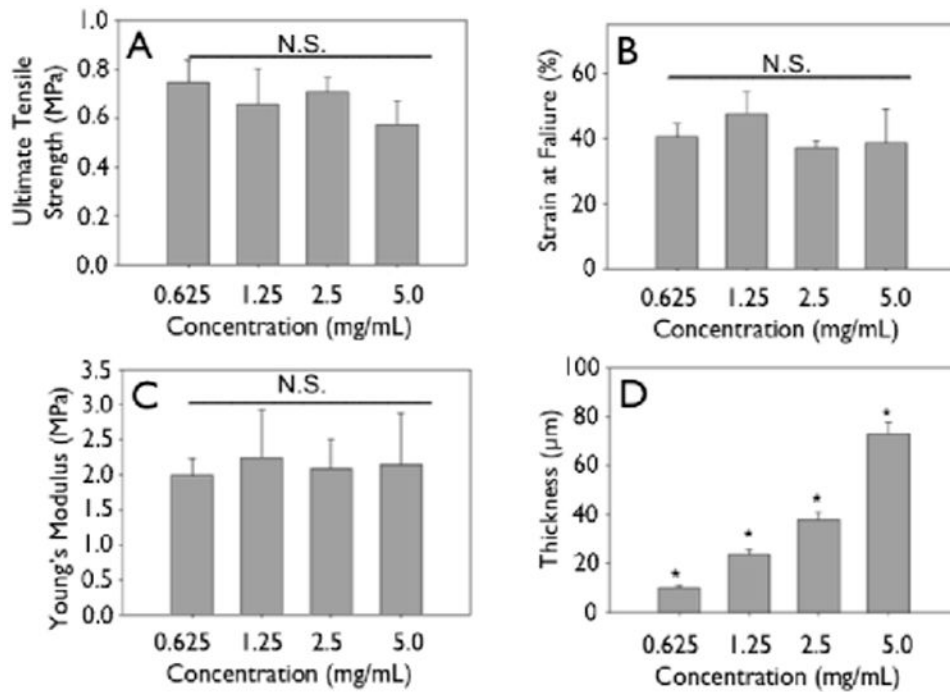 A
N.S.
Ultimate Tensile
Strength (MPa)
1.0
0.8
0.6
0.4
0.2
0.0
0.625 1.25 2.5 5.0
Concentration (mg/mL)
B
N.S.
Strain at Faliure (%)
60
40
20
0
0.625 1.25 2.5 5.0
Concentration (mg/mL)
C
N.S.
Young's Modulus (MPa)
3.5
3.0
2.5
2.0
1.5
1.0
0.5
0.0
0.625 1.25 2.5 5.0
Concentration (mg/mL)
D
Thickness (µm)
100
80
60
40
20
0
* * * *
0.625 1.25 2.5 5.0
Concentration (mg/mL)